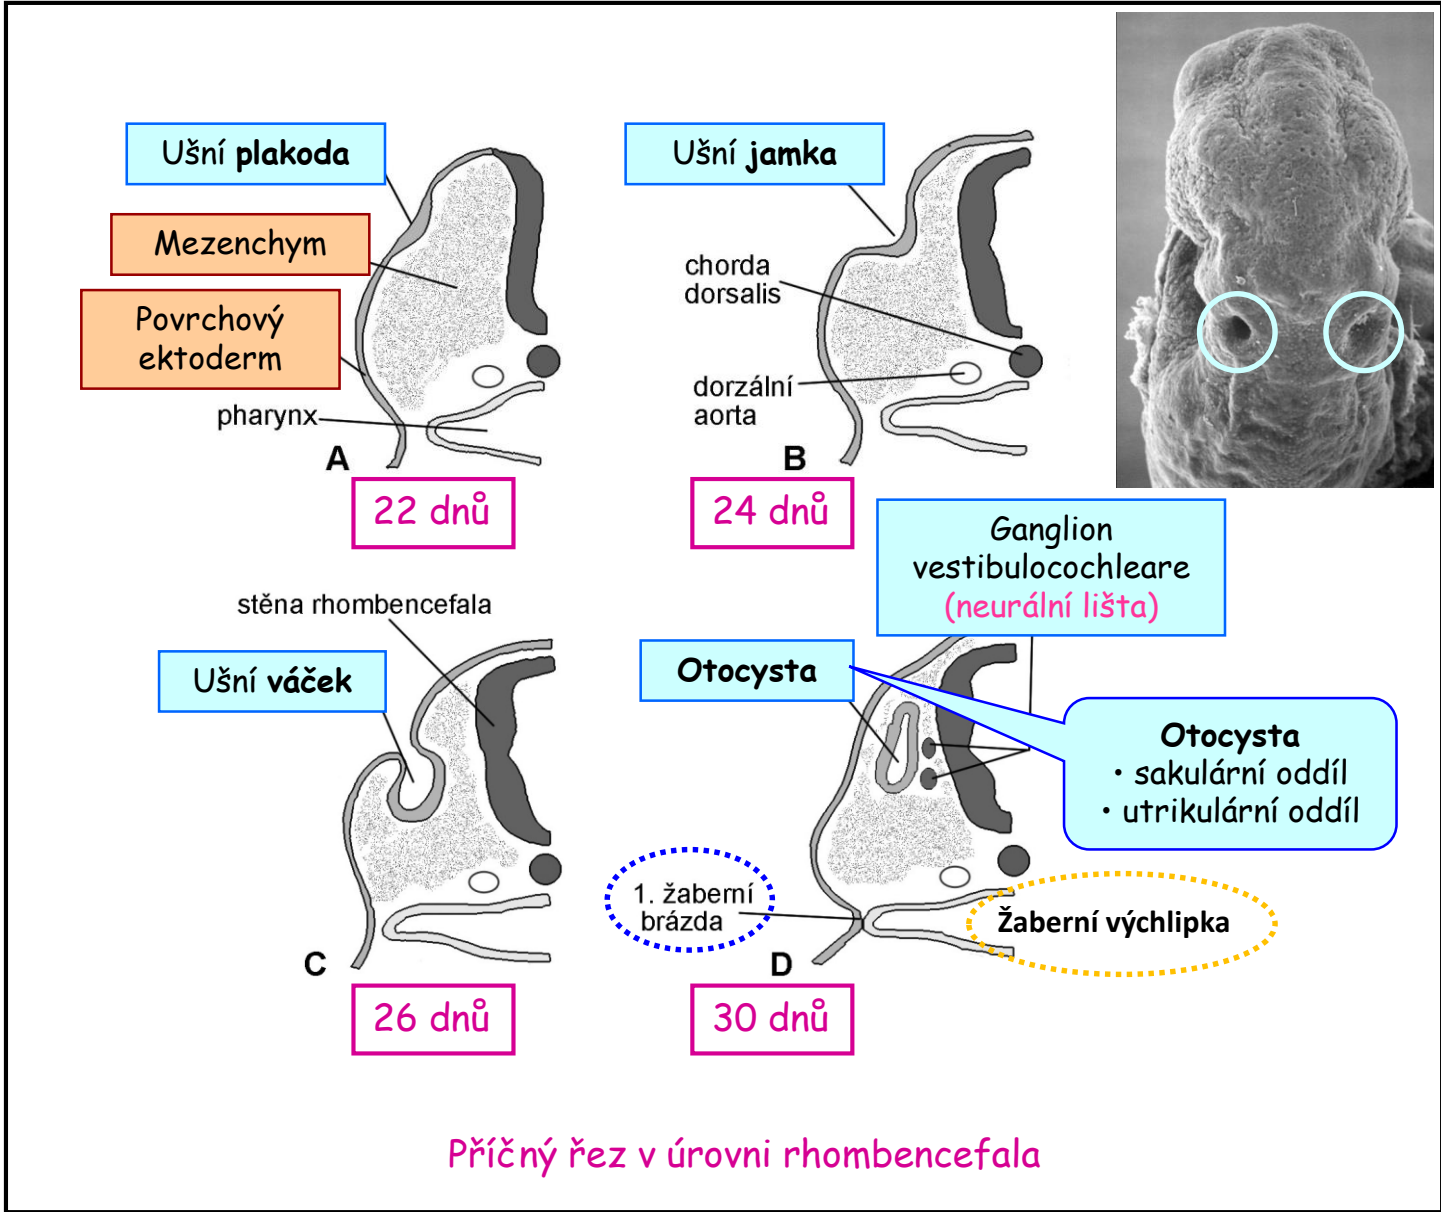 Ušní plakoda
Ušní jamka
Mezenchym
chorda
dorsalis
Povrchový
ektoderm
dorzální
aorta
pharynx
A
B
22 dnů
24 dnů
Ganglion
vestibulocochleare
(neurální lišta)
stěna rhombencefala
Ušní váček
Otocysta
Otocysta
• sakulární oddíl
• utrikulární oddíl
1. žaberní
brázda
Žaberní výchlipka
C
D
26 dnů
30 dnů
Příčný řez v úrovni rhombencefala